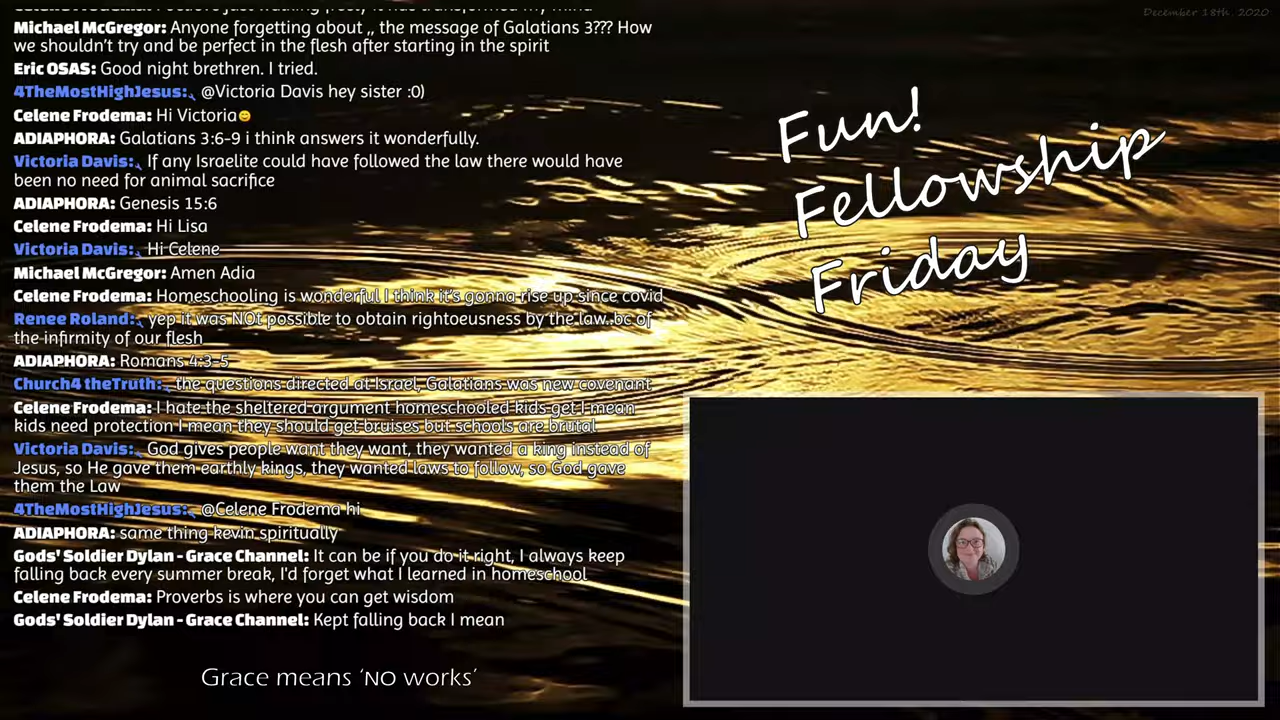 December 18th, 2020
Michael McGregor: Anyone forgetting about ,, the message of Galatians 3??? How
we shouldn't try and be perfect in the flesh after starting in the spirit
Eric OSAS: Good night brethren. I tried.
4TheMostHighJesus: @Victoria Davis hey sister :0)
Celene Frodema: Hi Victoria😊
ADIAPHORA: Galatians 3:6-9 i think answers it wonderfully.
Victoria Davis: If any Israelite could have followed the law there would have
been no need for animal sacrifice
ADIAPHORA: Genesis 15:6
Celene Frodema: Hi Lisa
Victoria Davis: Hi Celene
Michael McGregor: Amen Adia
Celene Frodema: Homeschooling is wonderful I think it's gonna rise up since covid
Renee Roland: yep it was NOt possible to obtain rightoeusness by the law..bc of
the infirmity of our flesh
ADIAPHORA: Romans 4:3-5
Church4 theTruth: the questions directed at Israel, Galatians was new covenant
Celene Frodema: I hate the sheltered argument homeschooled kids get I mean
kids need protection I mean they should get bruises but schools are brutal
Victoria Davis: God gives people want they want, they wanted a king instead of
Jesus, so He gave them earthly kings, they wanted laws to follow, so God gave
them the Law
4TheMostHighJesus: @Celene Frodema hi
ADIAPHORA: same thing kevin spiritually
Gods' Soldier Dylan - Grace Channel: It can be if you do it right, I always keep
falling back every summer break, I'd forget what I learned in homeschool
Celene Frodema: Proverbs is where you can get wisdom
Gods' Soldier Dylan - Grace Channel: Kept falling back I mean
Grace means 'NO works'
Fun!
Fellowship
Friday